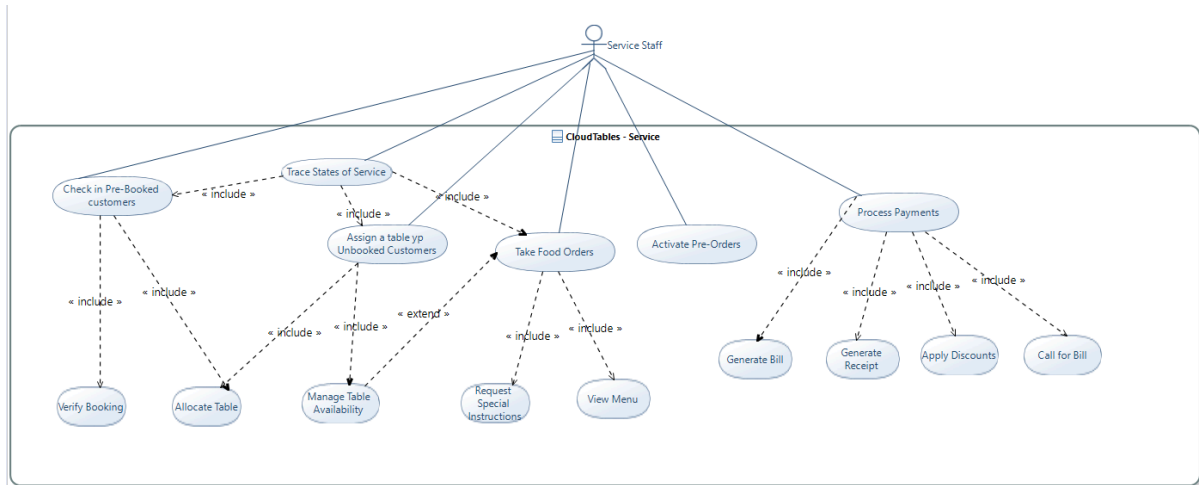 Service Staff
CloudTables - Service
Trace States of Service
Check in Pre-Booked
customers
« include »
« include »
« include »
Process Payments
Assign a table yp
Unbooked Customers
Take Food Orders
Activate Pre-Orders
« include »
« include »
« include »
« include »
« include »
« include »
« extend »
« include »
« include »
« include »
« include »
« include »
Generate Bill
Generate
Receipt
Apply Discounts
Call for Bill
Verify Booking
Allocate Table
Manage Table
Availability
Request
Special
Instructions
View Menu